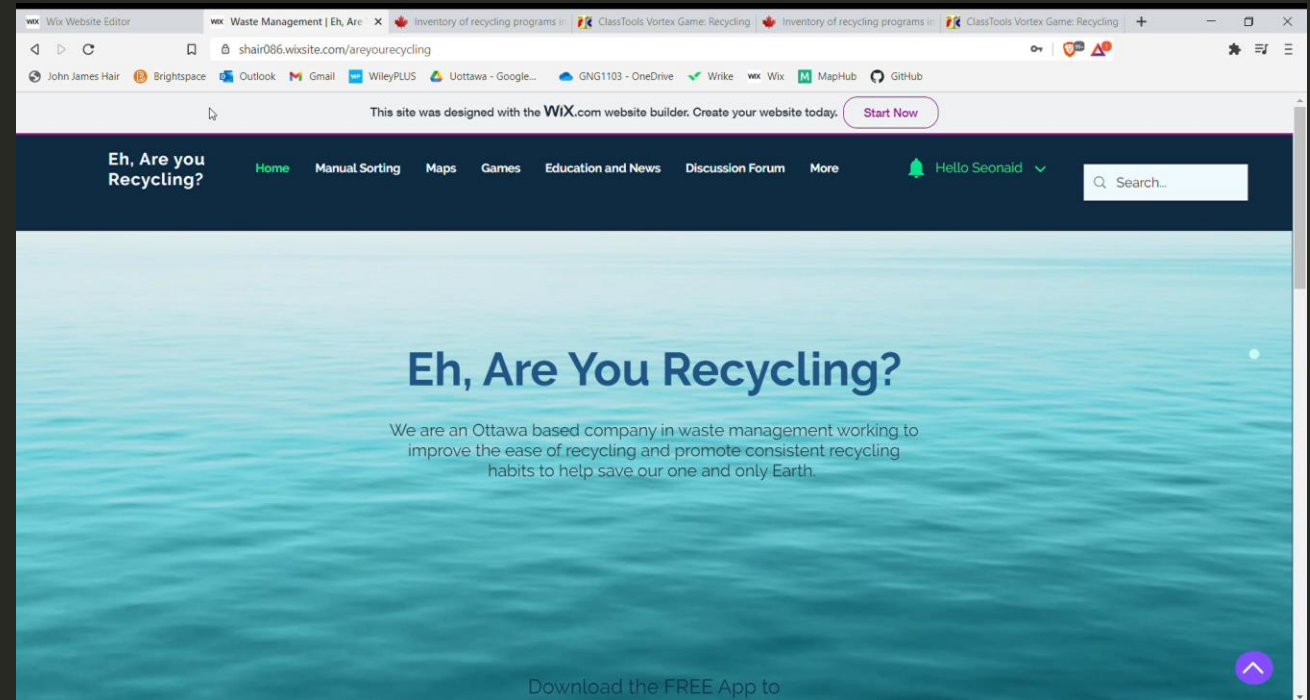 Wix Website Editor
Waste Management | Eh, Are
Inventory of recycling programs in
ClassTools Vortex Game: Recycling
Inventory of recycling programs in
ClassTools Vortex Game: Recycling
shair086.wixsite.com/areyourecycling
John James Hair Brightspace Outlook Gmail WileyPLUS Uottawa - Google... GNG1103 - OneDrive Wrike Wix MapHub GitHub
This site was designed with the WiX.com website builder. Create your website today. Start Now
Eh, Are you
Recycling?
Home Manual Sorting Maps Games Education and News Discussion Forum More
Hello Seonaid
Search...
Eh, Are You Recycling?
We are an Ottawa based company in waste management working to
improve the ease of recycling and promote consistent recycling
habits to help save our one and only Earth.
Download the FREE App to